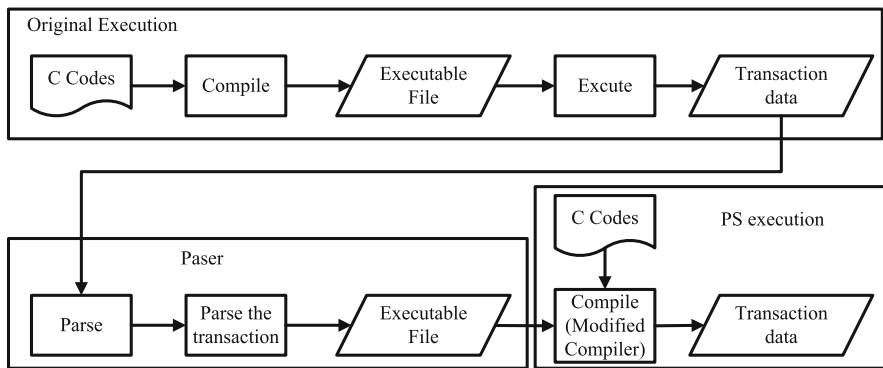 Original Execution
C Codes
Compile
Executable
File
Excute
Transaction
data
Paser
Parse
Parse the
transaction
Executable
File
PS execution
C Codes
Compile
(Modified
Compiler)
Transaction
data